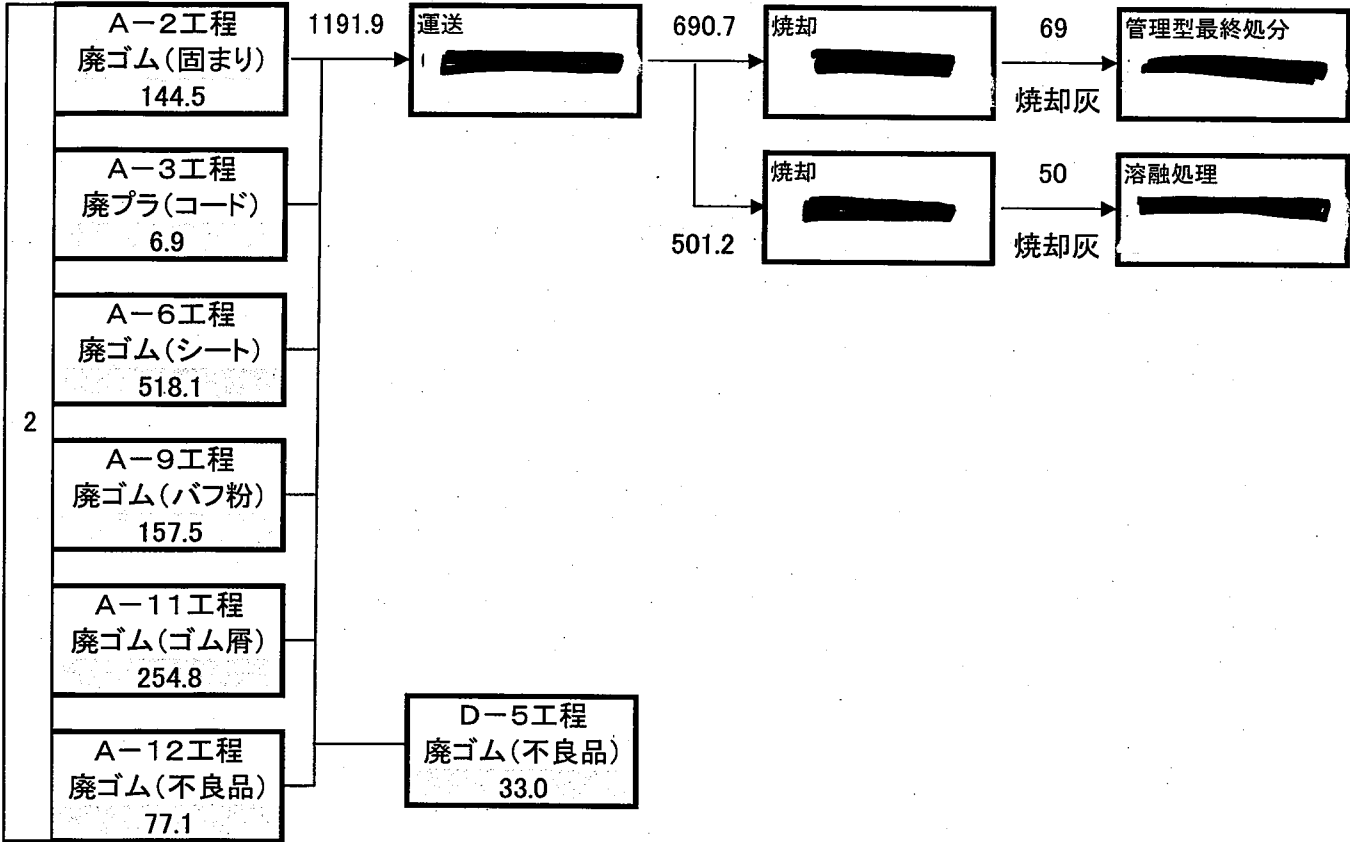 2
A-2工程
廃ゴム(固まり)
144.5
1191.9
運送
690.7
焼却
69
焼却灰
管理型最終処分
A-3工程
廃プラ(コード)
6.9
501.2
焼却
50
焼却灰
溶融処理
A-6工程
廃ゴム(シート)
518.1
A-9工程
廃ゴム(バフ粉)
157.5
A-11工程
廃ゴム(ゴム屑)
254.8
A-12工程
廃ゴム(不良品)
77.1
D-5工程
廃ゴム(不良品)
33.0